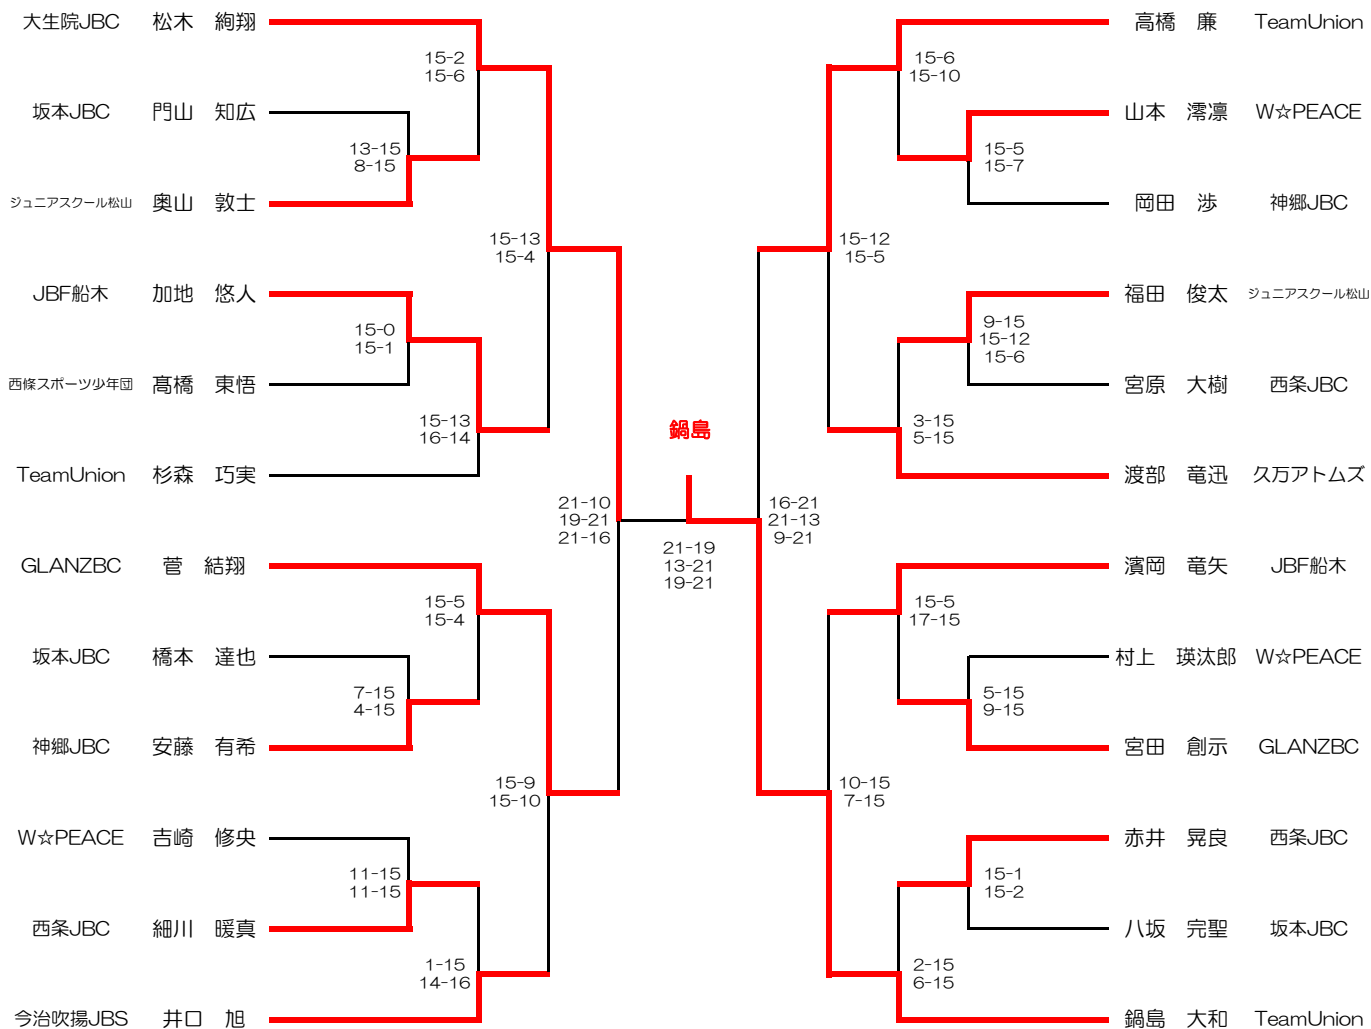 大生院JBC 松木 絢翔
15-2
15-6
坂本JBC 門山 知広
13-15
8-15
ジュニアスクール松山 奥山 敦士
15-13
15-4
JBF船木 加地 悠人
15-0
15-1
西條スポーツ少年団 髙橋 東悟
15-13
16-14
TeamUnion 杉森 巧実
21-10
19-21
21-16
GLANZBC 菅 結翔
15-5
15-4
坂本JBC 橋本 達也
7-15
4-15
神郷JBC 安藤 有希
15-9
15-10
W☆PEACE 吉崎 修央
11-15
11-15
西条JBC 細川 暖真
1-15
14-16
今治吹揚JBS 井口 旭
鍋島
21-19
13-21
19-21
高橋 廉 TeamUnion
15-6
15-10
山本 澪凛 W☆PEACE
15-5
15-7
岡田 渉 神郷JBC
15-12
15-5
福田 俊太 ジュニアスクール松山
9-15
15-12
15-6
宮原 大樹 西条JBC
3-15
5-15
渡部 竜迅 久万アトムズ
16-21
21-13
9-21
濱岡 竜矢 JBF船木
15-5
17-15
村上 瑛汰郎 W☆PEACE
5-15
9-15
宮田 創示 GLANZBC
10-15
7-15
赤井 晃良 西条JBC
15-1
15-2
八坂 完聖 坂本JBC
2-15
6-15
鍋島 大和 TeamUnion